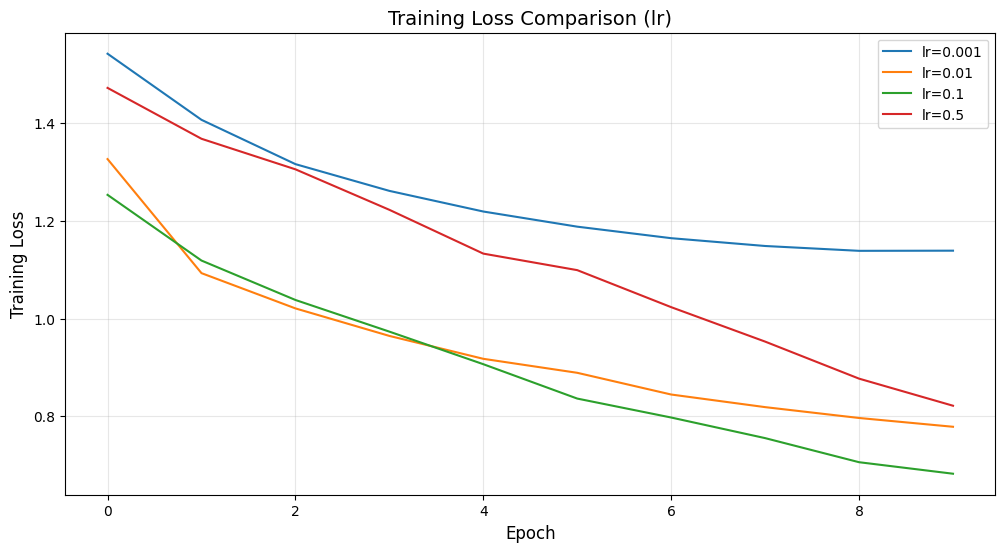 Training Loss Comparison (lr)
lr=0.001
lr=0.01
lr=0.1
lr=0.5
Training Loss
1.4
1.2
1.0
0.8
0
2
4
6
8
Epoch